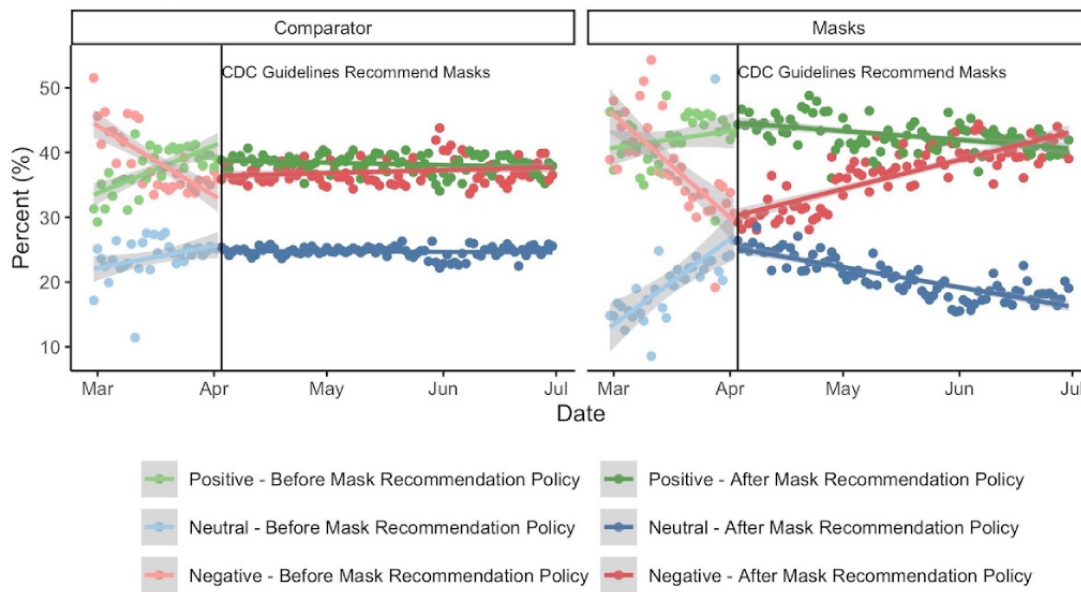 Comparator
Masks
CDC Guidelines Recommend Masks
CDC Guidelines Recommend Masks
50
40
30
20
10
Percent (%)
Mar Apr May Jun Jul
Mar Apr May Jun Jul
Date
Positive - Before Mask Recommendation Policy
Positive - After Mask Recommendation Policy
Neutral - Before Mask Recommendation Policy
Neutral - After Mask Recommendation Policy
Negative - Before Mask Recommendation Policy
Negative - After Mask Recommendation Policy